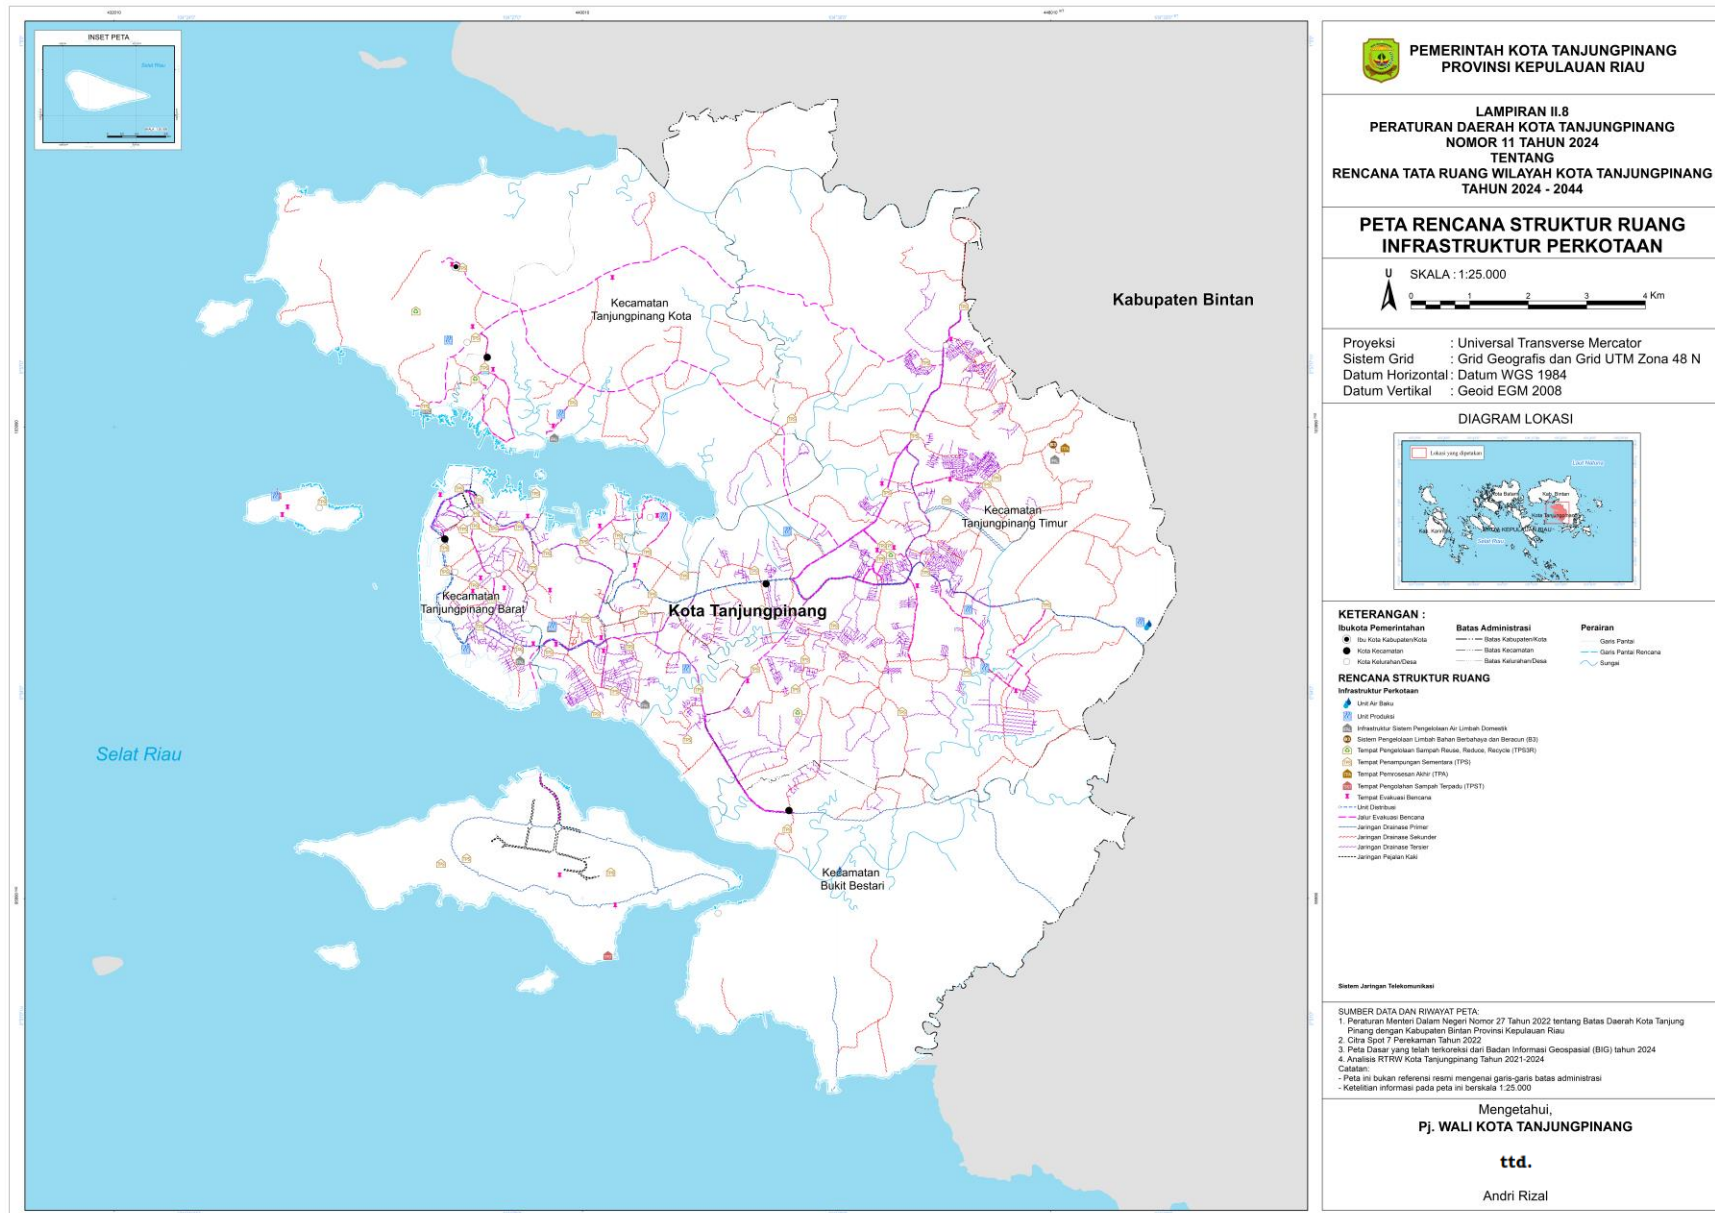 INSET PETA
Selat Riau
Kabupaten Bintan
Kecamatan
Tanjungpinang Kota
Kecamatan
Tanjungpinang Timur
Kecamatan
Tanjungpinang Barat
Kota Tanjungpinang
Selat Riau
Kecamatan
Bukit Bestari
PEMERINTAH KOTA TANJUNGPINANG
PROVINSI KEPULAUAN RIAU
LAMPIRAN II.8
PERATURAN DAERAH KOTA TANJUNGPINANG
NOMOR 11 TAHUN 2024
TENTANG
RENCANA TATA RUANG WILAYAH KOTA TANJUNGPINANG
TAHUN 2024 - 2044
PETA RENCANA STRUKTUR RUANG
INFRASTRUKTUR PERKOTAAN
U
SKALA : 1:25.000
0 1 2 3 4 Km
Proyeksi : Universal Transverse Mercator
Sistem Grid : Grid Geografis dan Grid UTM Zona 48 N
Datum Horizontal : Datum WGS 1984
Datum Vertikal : Geoid EGM 2008
DIAGRAM LOKASI
Lokasi yang dipetakan
Laut Natuna
Kota Batam
Kab. Bintan
Kota Tanjungpinang
Selat Riau
KETERANGAN :
Ibukota Pemerintahan
Ibu Kota Kabupaten/Kota
Kota Kecamatan
Kota Kelurahan/Desa
Batas Administrasi
Batas Kabupaten/Kota
Batas Kecamatan
Batas Kelurahan/Desa
Perairan
Garis Pantai
Garis Pantai Rencana
Sungai
RENCANA STRUKTUR RUANG
Infrastruktur Perkotaan
Unit Air Baku
Unit Produksi
Infrastruktur Sistem Pengelolaan Air Limbah Domestik
Sistem Pengelolaan Limbah Bahan Berbahaya dan Beracun (B3)
Tempat Pengelolaan Sampah Reuse, Reduce, Recycle (TPS3R)
Tempat Penampungan Sementara (TPS)
Tempat Pemrosesan Akhir (TPA)
Tempat Pengolahan Sampah Terpadu (TPST)
Tempat Evakuasi Bencana
Unit Distribusi
Jalur Evakuasi Bencana
Jaringan Drainase Primer
Jaringan Drainase Sekunder
Jaringan Drainase Tersier
Jaringan Pejalan Kaki
Sistem Jaringan Telekomunikasi
SUMBER DATA DAN RIWAYAT PETA:
1. Peraturan Menteri Dalam Negeri Nomor 27 Tahun 2022 tentang Batas Daerah Kota Tanjung
Pinang dengan Kabupaten Bintan Provinsi Kepulauan Riau
2. Citra Spot 7 Perekaman Tahun 2022
3. Peta Dasar yang telah terkoreksi dari Badan Informasi Geospasial (BIG) tahun 2024
4. Analisis RTRW Kota Tanjungpinang Tahun 2021-2024
Catatan:
- Peta ini bukan referensi resmi mengenai garis-garis batas administrasi
- Ketelitian informasi pada peta ini berskala 1:25.000
Mengetahui,
Pj. WALI KOTA TANJUNGPINANG
ttd.
Andri Rizal